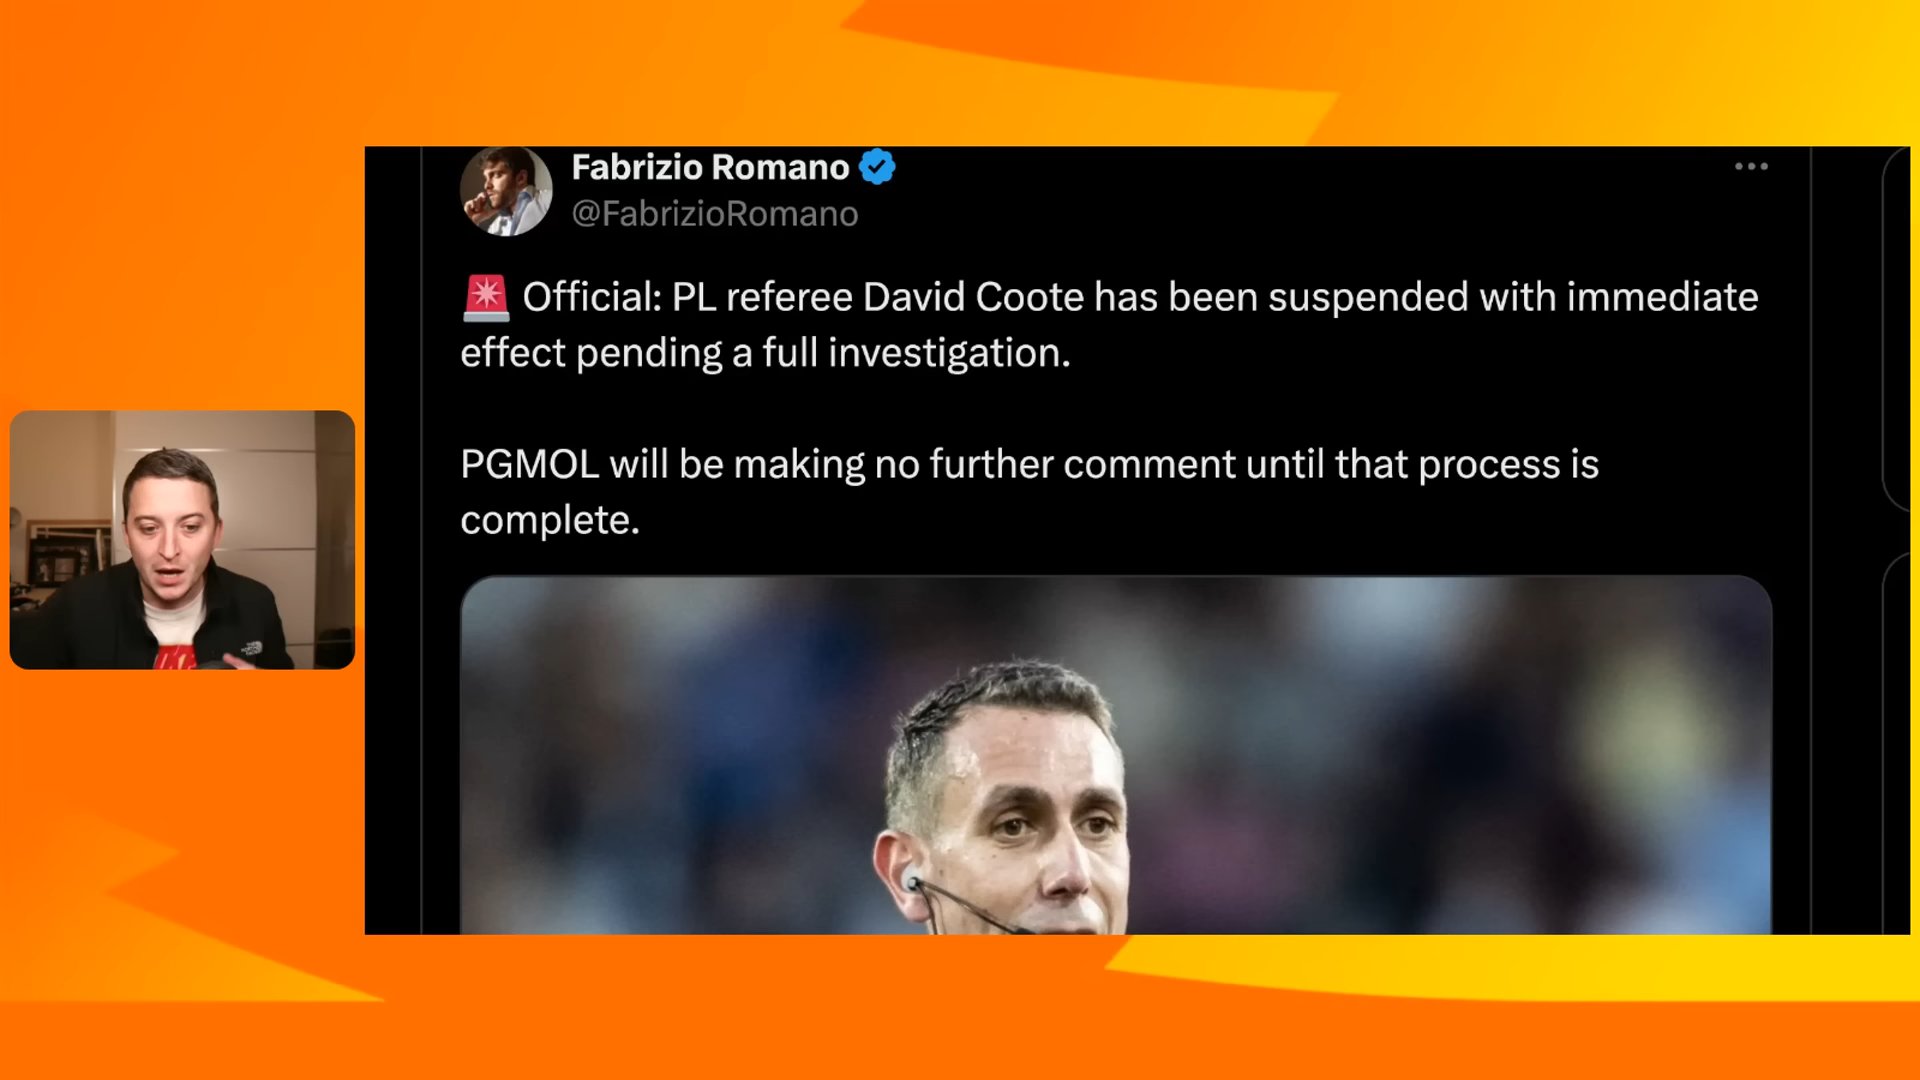 Fabrizio Romano
@FabrizioRomano
Official: PL referee David Coote has been suspended with immediate
effect pending a full investigation.
PGMOL will be making no further comment until that process is
complete.